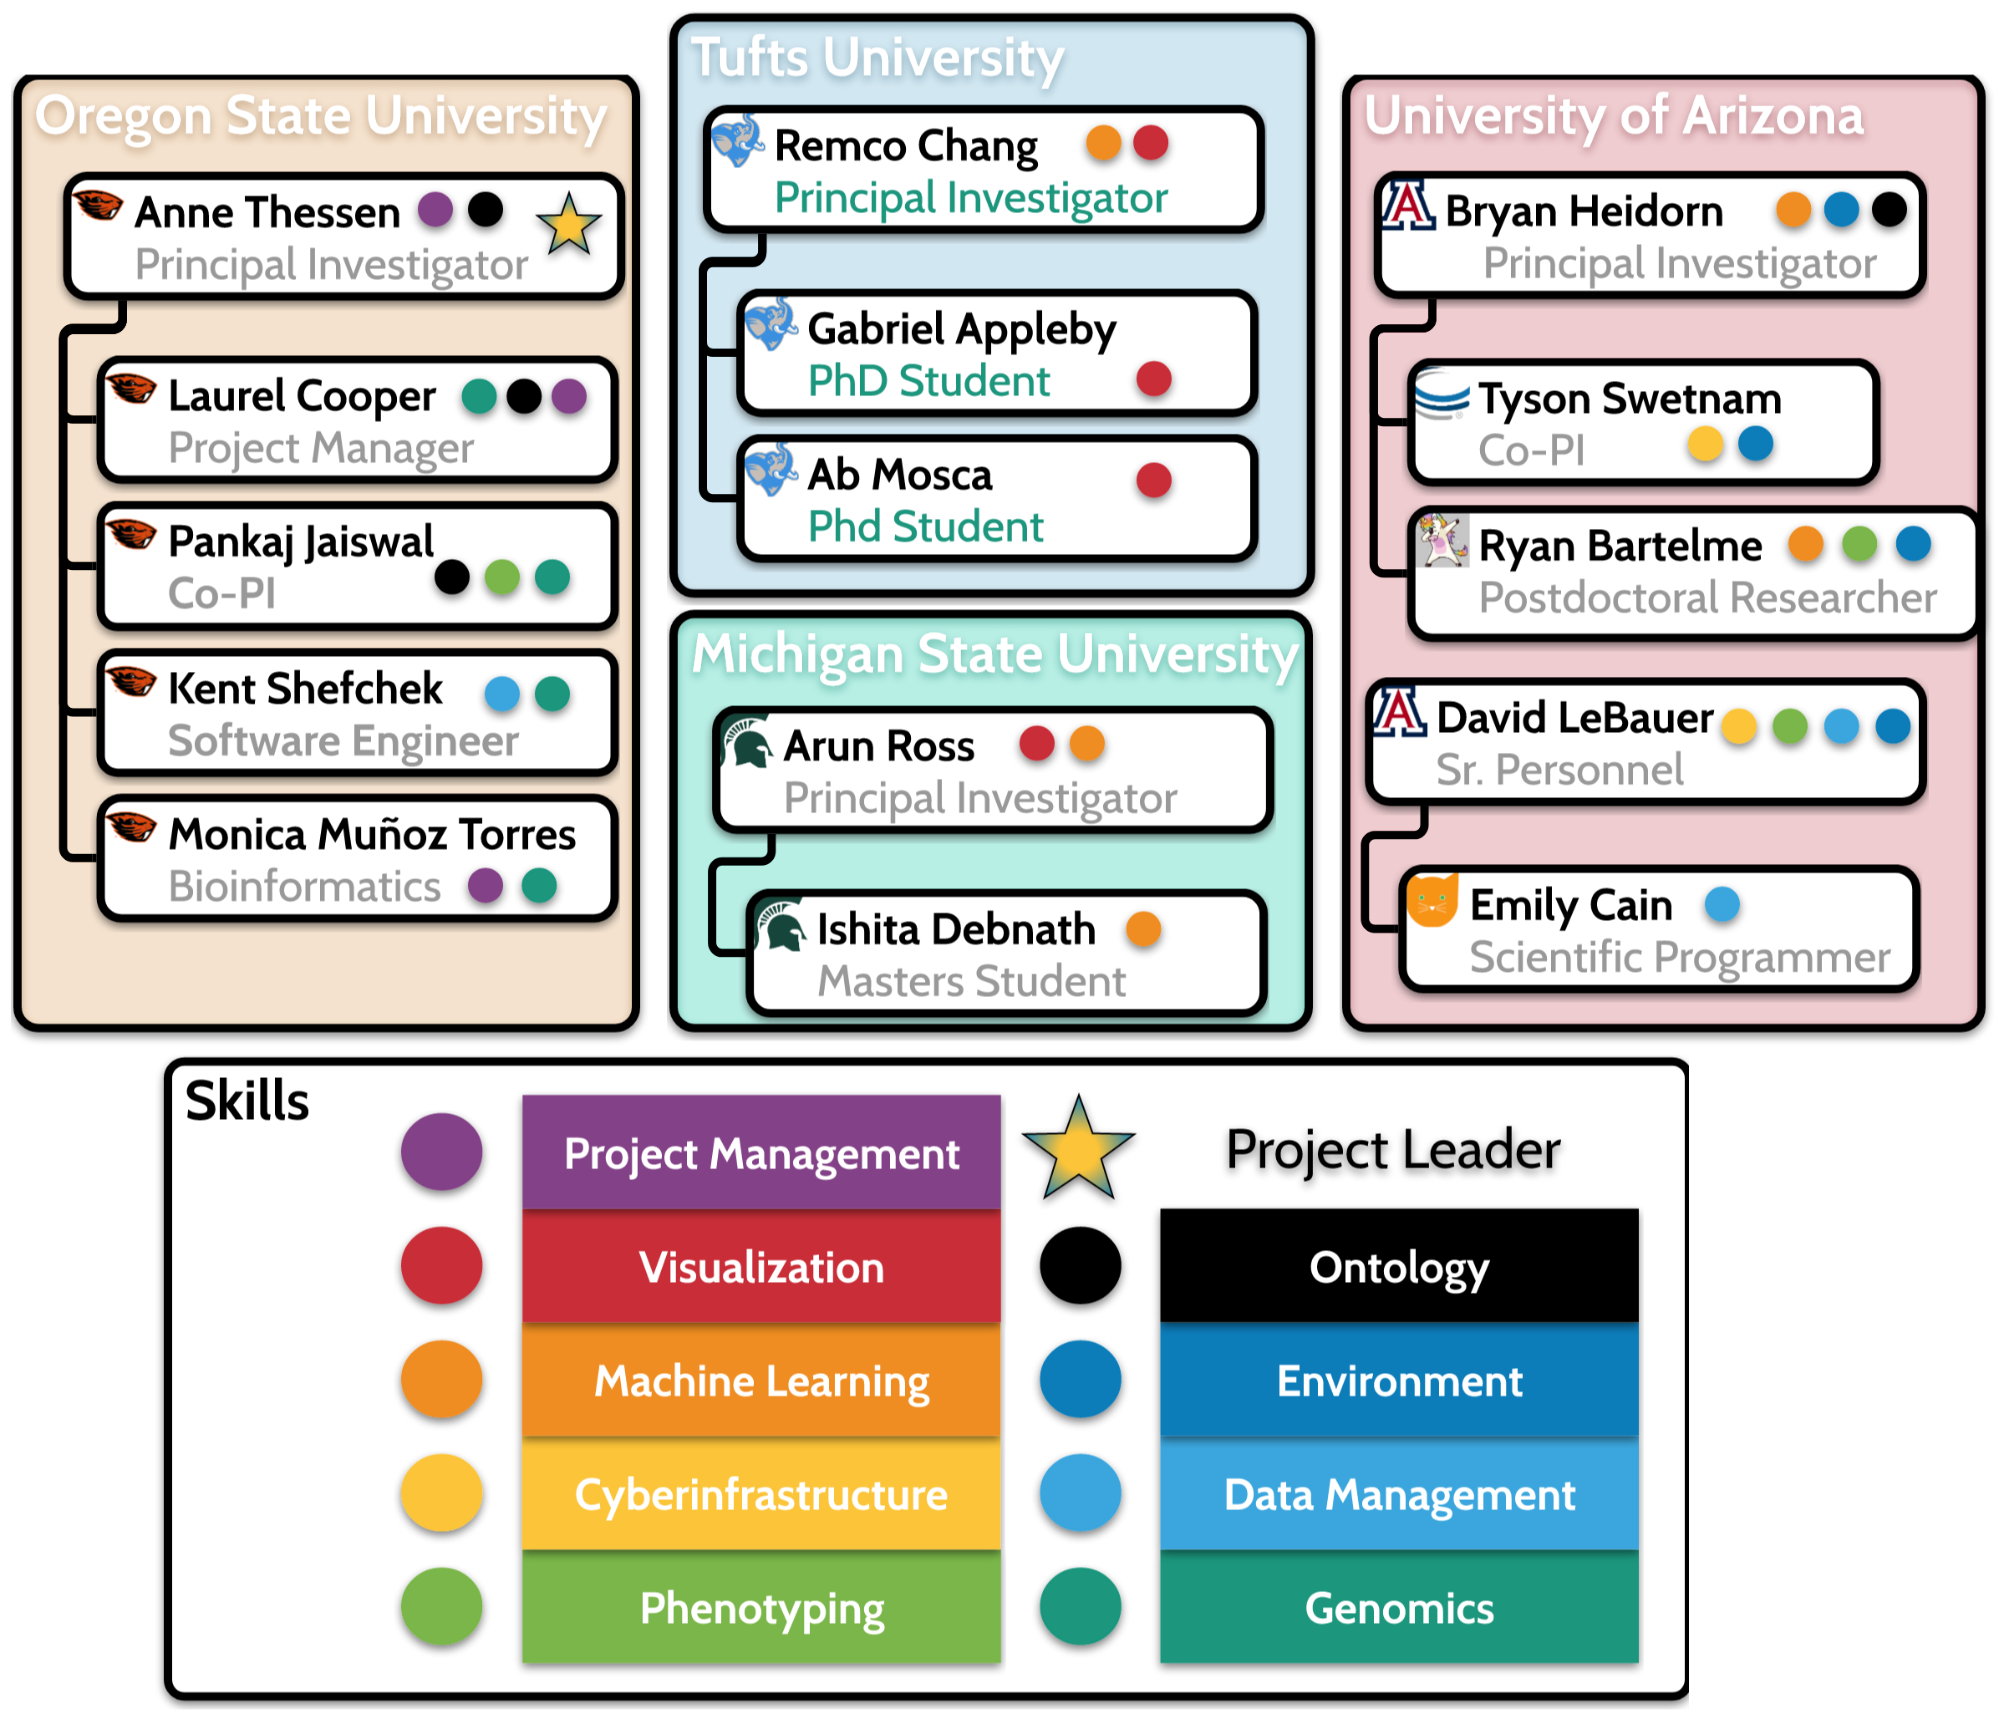 Oregon State University
Anne Thessen
Principal Investigator
Laurel Cooper
Project Manager
Pankaj Jaiswal
Co-PI
Kent Shefchek
Software Engineer
Monica Muñoz Torres
Bioinformatics
Tufts University
Remco Chang
Principal Investigator
Gabriel Appleby
PhD Student
Ab Mosca
Phd Student
Michigan State University
Arun Ross
Principal Investigator
Ishita Debnath
Masters Student
University of Arizona
A Bryan Heidorn
Principal Investigator
Tyson Swetnam
Co-PI
Ryan Bartelme
Postdoctoral Researcher
A David LeBauer
Sr. Personnel
Emily Cain
Scientific Programmer
Skills
Project Management
Project Leader
Visualization
Ontology
Machine Learning
Environment
Cyberinfrastructure
Data Management
Phenotyping
Genomics